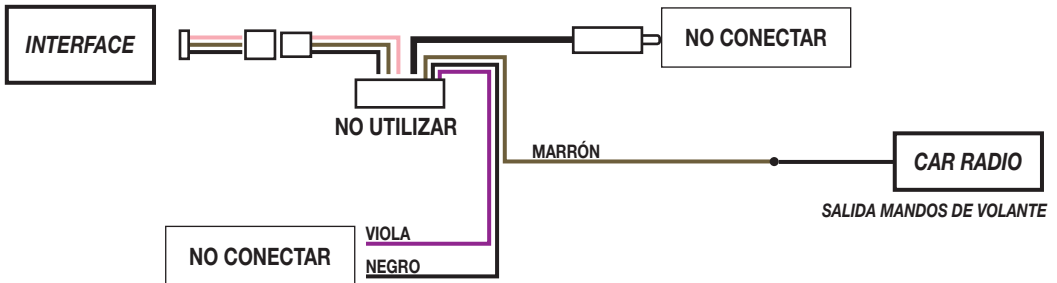 INTERFACE
NO CONECTAR
NO UTILIZAR
MARRÓN
CAR RADIO
SALIDA MANDOS DE VOLANTE
VIOLA
NO CONECTAR
NEGRO